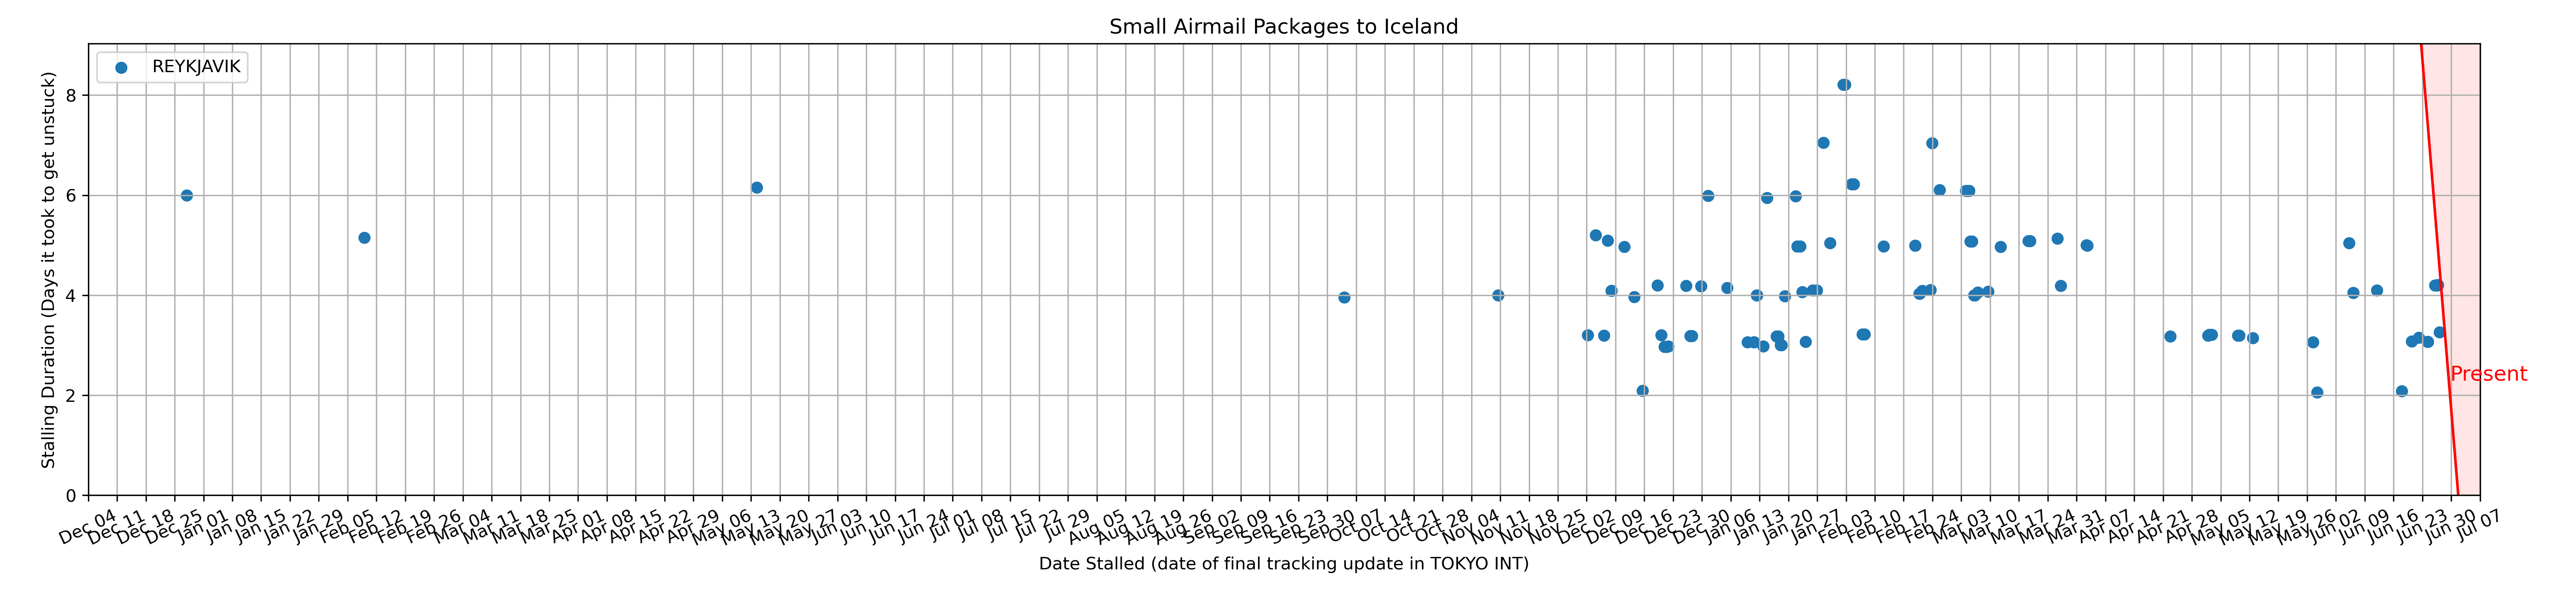 Small Airmail Packages to Iceland
REYKJAVIK
Stalling Duration (Days it took to get unstuck)
8
6
4
2
0
Present
Dec 04
Dec 11
Dec 18
Dec 25
Jan 01
Jan 08
Jan 15
Jan 22
Jan 29
Feb 05
Feb 12
Feb 19
Feb 26
Mar 04
Mar 11
Mar 18
Mar 25
Apr 01
Apr 08
Apr 15
Apr 22
Apr 29
May 06
May 13
May 20
May 27
Jun 03
Jun 10
Jun 17
Jun 24
Jul 01
Jul 08
Jul 15
Jul 22
Jul 29
Aug 05
Aug 12
Aug 19
Aug 26
Sep 02
Sep 09
Sep 16
Sep 23
Sep 30
Oct 07
Oct 14
Oct 21
Oct 28
Nov 04
Nov 11
Nov 18
Nov 25
Dec 02
Dec 09
Dec 16
Dec 23
Dec 30
Jan 06
Jan 13
Jan 20
Jan 27
Feb 03
Feb 10
Feb 17
Feb 24
Mar 03
Mar 10
Mar 17
Mar 24
Mar 31
Apr 07
Apr 14
Apr 21
Apr 28
May 05
May 12
May 19
May 26
Jun 02
Jun 09
Jun 16
Jun 23
Jun 30
Jul 07
Date Stalled (date of final tracking update in TOKYO INT)